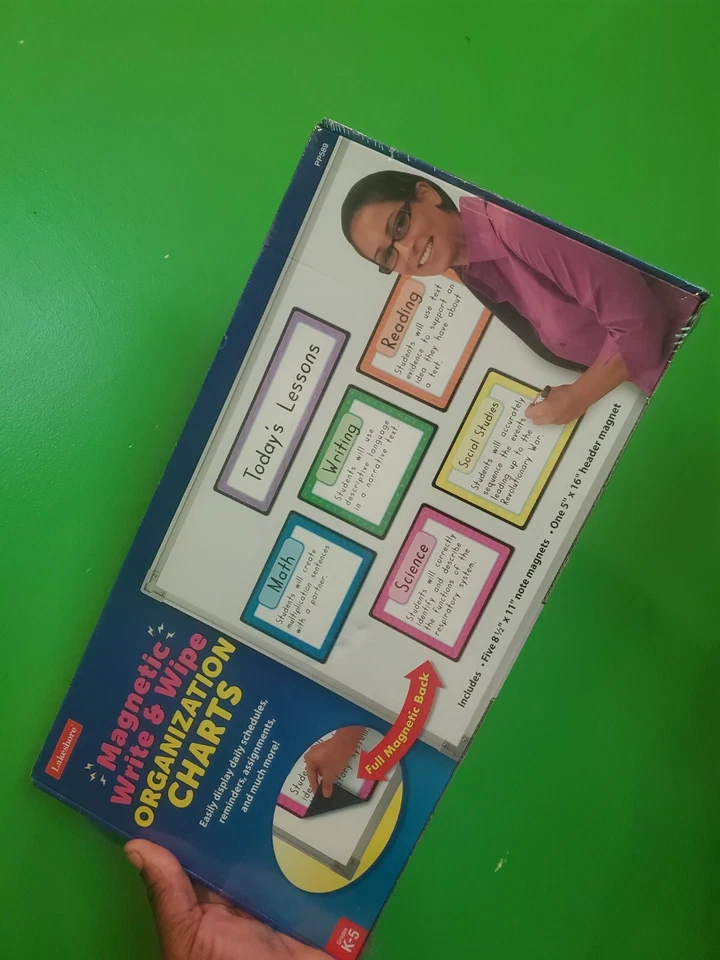 PP589
Lakeshore
Magnetic
Write & Wipe
ORGANIZATION
CHARTS
Easily display daily schedules,
reminders, assignments,
and much more!
Today's Lessons
Reading
Students will use text
evidence to support an
idea they have about
a text.
Writing
Students will use
descriptive language
in a narrative text.
Social Studies
Students will accurately
sequence the events
leading up to the
Revolutionary War.
Math
Students will create
multiplication sentences
with a partner.
Science
Students will correctly
identify and describe
the functions of the
respiratory system.
Full Magnetic Back
Includes • Five 8½" x 11" note magnets • One 5" x 16" header magnet
Grades
K-5